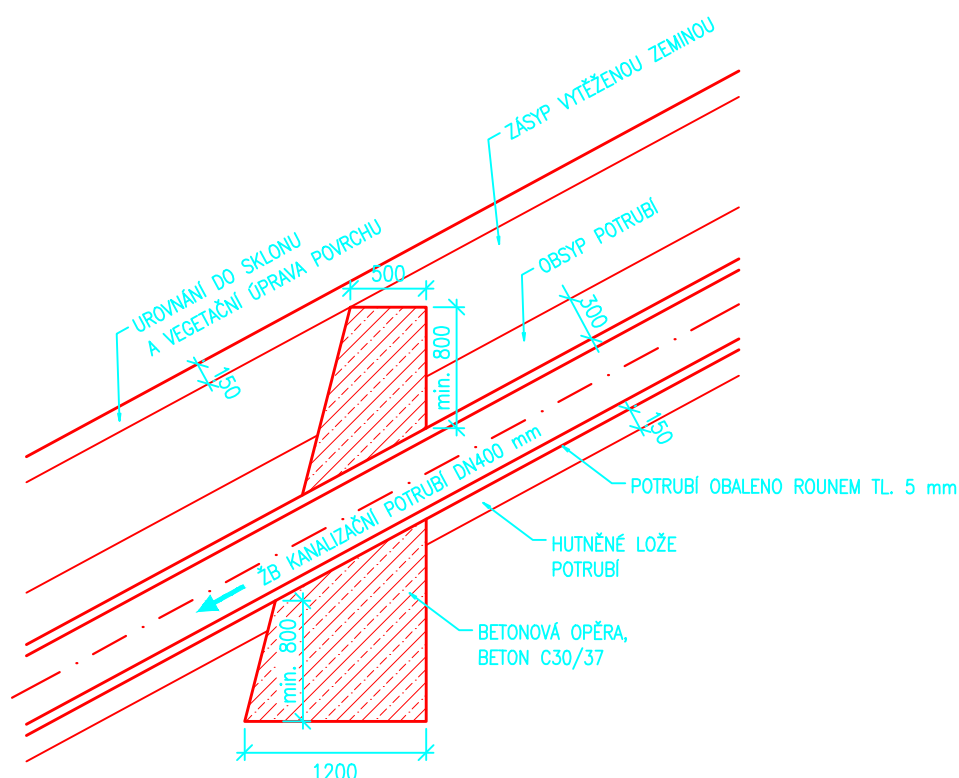 ZÁSYP VYTĚŽENOU ZEMINOU
OBSYP POTRUBÍ
UROVNÁNÍ DO SKLONU
A VEGETAČNÍ ÚPRAVA POVRCHU
500
300
min. 800
150
150
ŽB KANALIZAČNÍ POTRUBÍ DN400 mm
POTRUBÍ OBALENO ROUNEM TL. 5 mm
HUTNĚNÉ LOŽE
POTRUBÍ
BETONOVÁ OPĚRA,
BETON C30/37
min. 800
1200